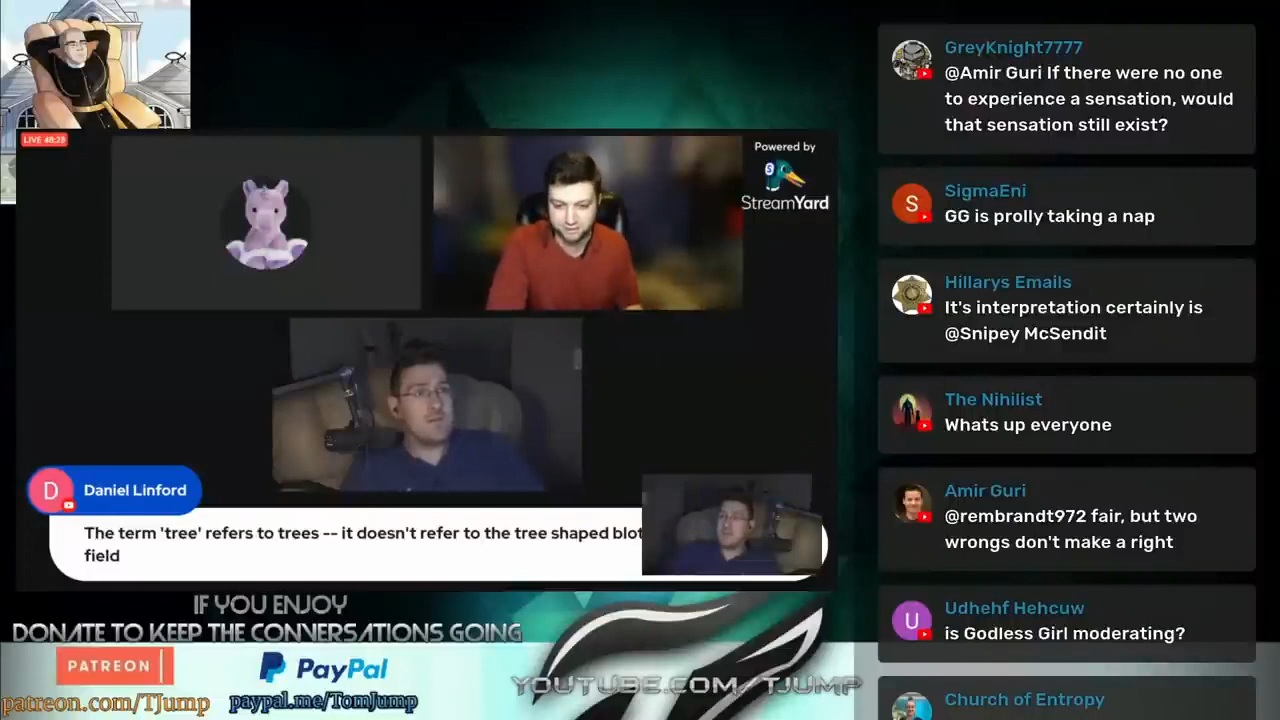 LIVE 48:28
Powered by
StreamYard
D
Daniel Linford
The term 'tree' refers to trees -- it doesn't refer to the tree shaped
field
IF YOU ENJOY
DONATE TO KEEP THE CONVERSATIONS GOING
PATREON
PayPal
patreon.com/TJump
paypal.me/TomJump
YOUTUBE.COM/TJUMP
GreyKnight7777
@Amir Guri If there were no one
to experience a sensation, would
that sensation still exist?
S
SigmaEni
GG is prolly taking a nap
Hillarys Emails
It's interpretation certainly is
@Snipey McSendit
The Nihilist
Whats up everyone
Amir Guri
@rembrandt972 fair, but two
wrongs don't make a right
U
Udhehf Hehcuw
is Godless Girl moderating?
Church of Entropy